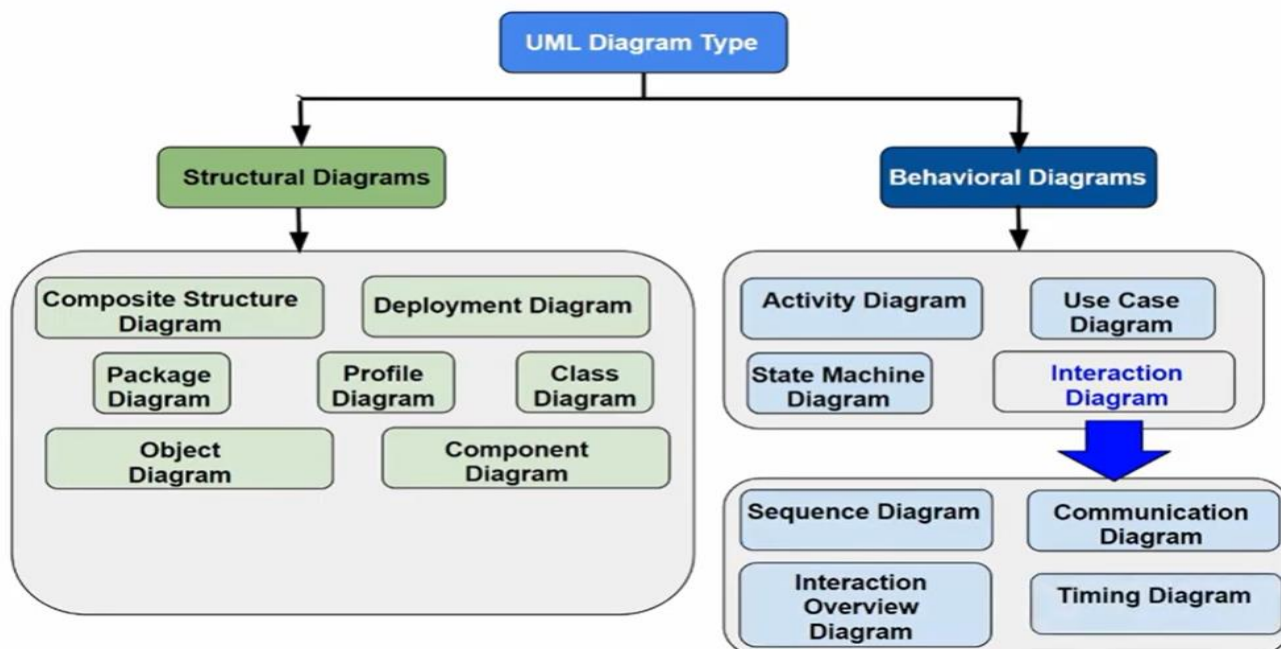 UML Diagram Type
Structural Diagrams
Behavioral Diagrams
Composite Structure
Diagram
Deployment Diagram
Package
Diagram
Profile
Diagram
Class
Diagram
Object
Diagram
Component
Diagram
Activity Diagram
Use Case
Diagram
State Machine
Diagram
Interaction
Diagram
Sequence Diagram
Communication
Diagram
Interaction
Overview
Diagram
Timing Diagram